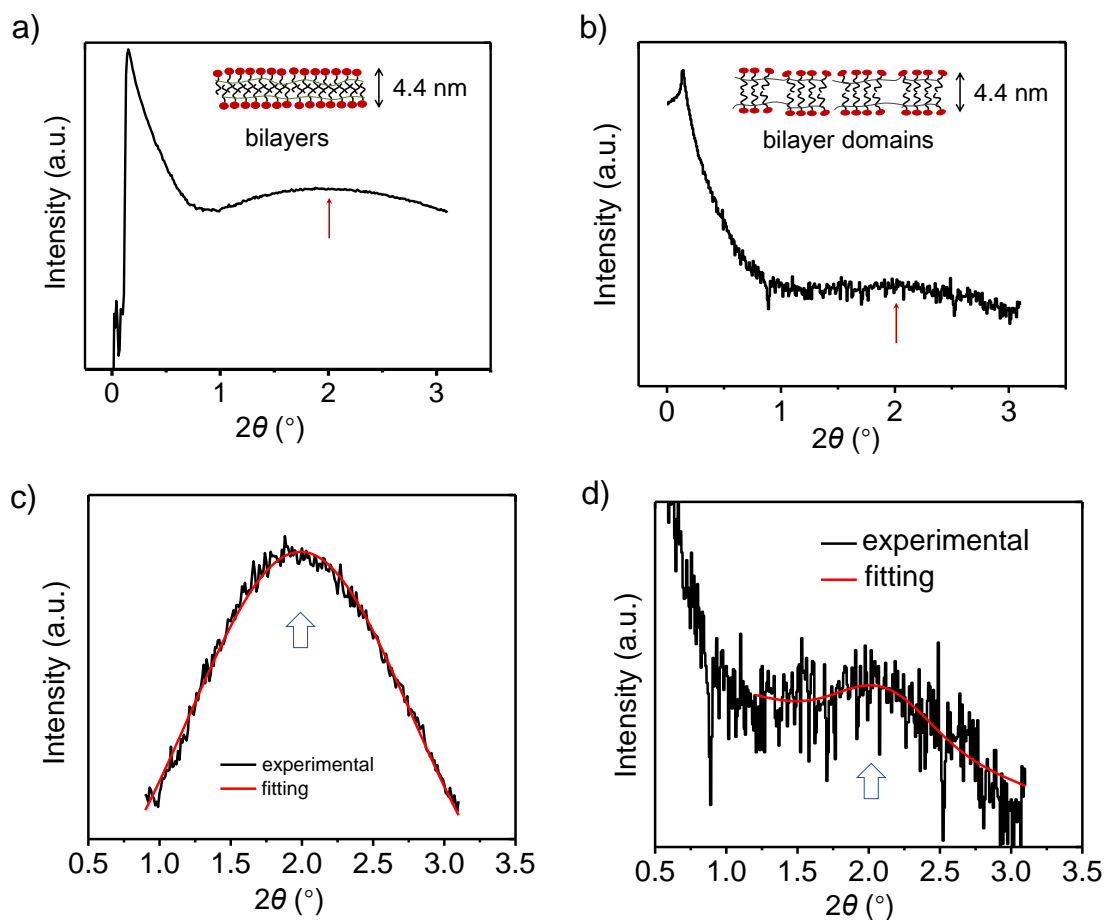 a)
Intensity (a.u.)
4.4 nm
bilayers
0 1 2 3
2θ (°)
b)
Intensity (a.u.)
4.4 nm
bilayer domains
0 1 2 3
2θ (°)
c)
Intensity (a.u.)
experimental
fitting
0.5 1.0 1.5 2.0 2.5 3.0 3.5
2θ (°)
d)
Intensity (a.u.)
experimental
fitting
0.5 1.0 1.5 2.0 2.5 3.0 3.5
2θ (°)